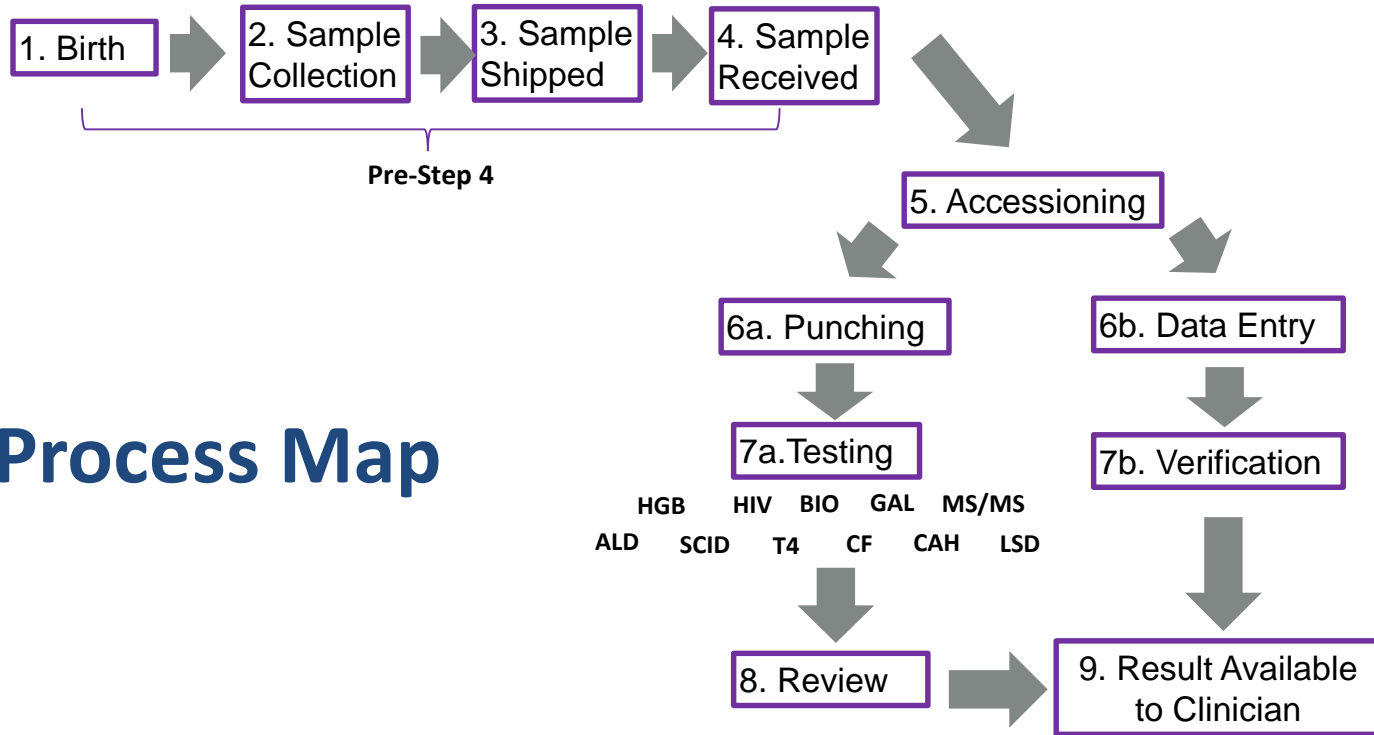 1. Birth
2. Sample
Collection
3. Sample
Shipped
4. Sample
Received
Pre-Step 4
5. Accessioning
6a. Punching
6b. Data Entry
Process Map
7a.Testing
7b. Verification
HGB HIV BIO GAL MS/MS
ALD SCID T4 CF CAH LSD
8. Review
9. Result Available
to Clinician